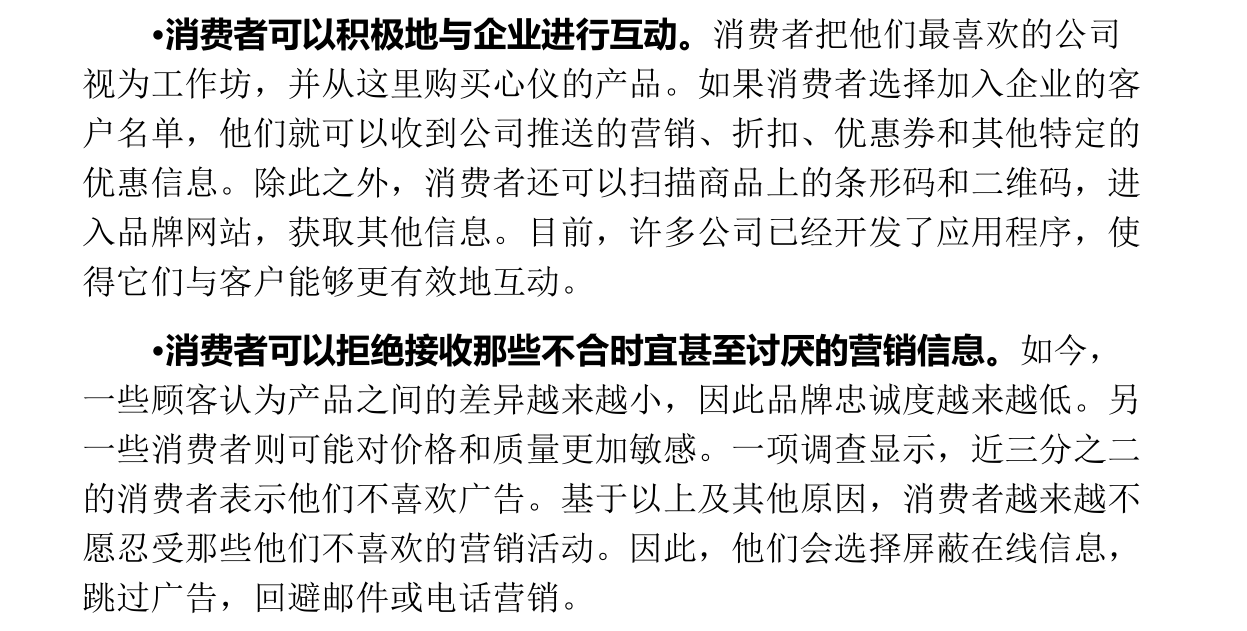 •消费者可以积极地与企业进行互动。消费者把他们最喜欢的公司
视为工作坊，并从这里购买心仪的产品。如果消费者选择加入企业的客
户名单，他们就可以收到公司推送的营销、折扣、优惠券和其他特定的
优惠信息。除此之外，消费者还可以扫描商品上的条形码和二维码，进
入品牌网站，获取其他信息。目前，许多公司已经开发了应用程序，使
得它们与客户能够更有效地互动。
•消费者可以拒绝接收那些不合时宜甚至讨厌的营销信息。如今，
一些顾客认为产品之间的差异越来越小，因此品牌忠诚度越来越低。另
一些消费者则可能对价格和质量更加敏感。一项调查显示，近三分之二
的消费者表示他们不喜欢广告。基于以上及其他原因，消费者越来越不
愿忍受那些他们不喜欢的营销活动。因此，他们会选择屏蔽在线信息，
跳过广告，回避邮件或电话营销。